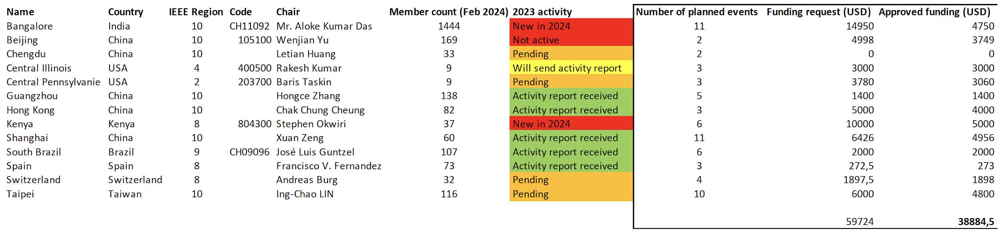 Name Country IEEE Region Code Chair Member count (Feb 2024) 2023 activity Number of planned events Funding request (USD) Approved funding (USD)
Bangalore India 10 CH11092 Mr. Aloke Kumar Das 1444 New in 2024 11 14950 4750
Beijing China 10 105100 Wenjian Yu 169 Not active 2 4998 3749
Chengdu China 10 Letian Huang 33 Pending 2 0 0
Central Illinois USA 4 400500 Rakesh Kumar 9 Will send activity report 3 3000 3000
Central Pennsylvanie USA 2 203700 Baris Taskin 9 Pending 3 3780 3060
Guangzhou China 10 Hongce Zhang 138 Activity report received 5 1400 1400
Hong Kong China 10 Chak Chung Cheung 82 Activity report received 3 5000 4000
Kenya Kenya 8 804300 Stephen Okwiri 37 New in 2024 6 10000 5000
Shanghai China 10 Xuan Zeng 60 Activity report received 11 6426 4956
South Brazil Brazil 9 CH09096 José Luis Guntzel 107 Activity report received 6 2000 2000
Spain Spain 8 Francisco V. Fernandez 73 Activity report received 3 272,5 273
Switzerland Switzerland 8 Andreas Burg 32 Pending 4 1897,5 1898
Taipei Taiwan 10 Ing-Chao LIN 116 Pending 10 6000 4800
59724 38884,5